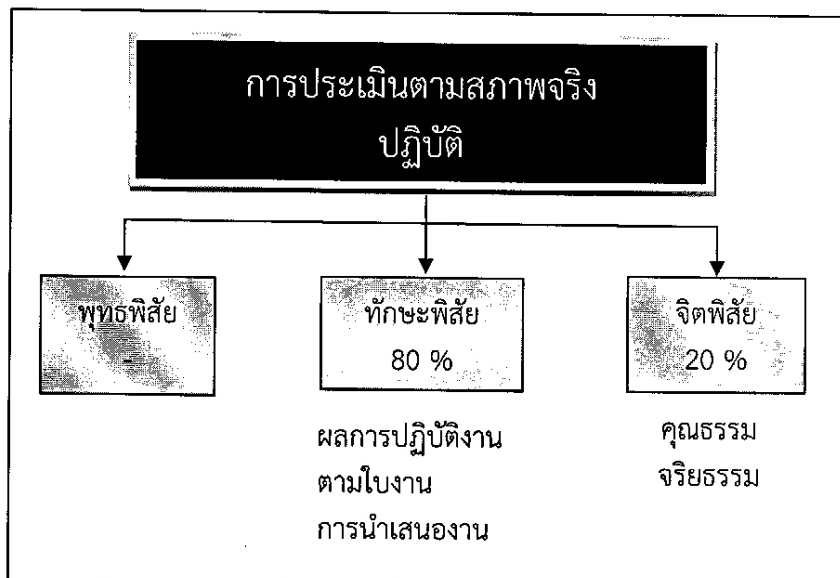 การประเมินตามสภาพจริง
ปฏิบัติ
พุทธพิสัย
-
ทักษะพิสัย
80 %
จิตพิสัย
20 %
ผลการปฏิบัติงาน
ตามใบงาน
การนำเสนองาน
คุณธรรม
จริยธรรม